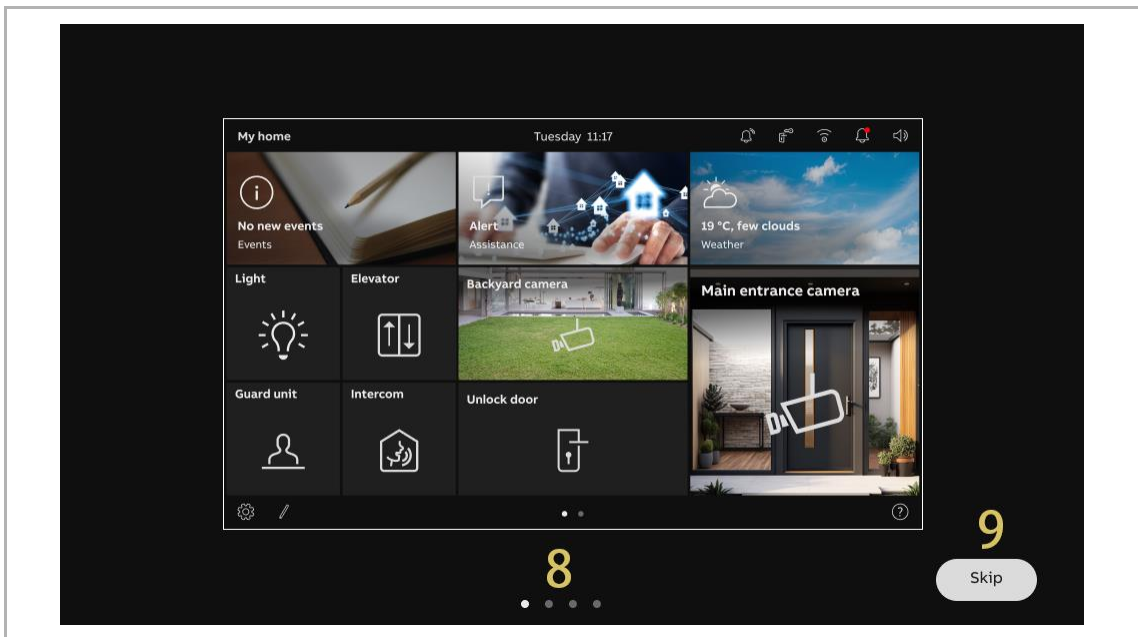 My home
Tuesday 11:17
No new events
Events
Alert
Assistance
19 °C, few clouds
Weather
Light
Elevator
Backyard camera
Main entrance camera
Guard unit
Intercom
Unlock door
8
9
Skip